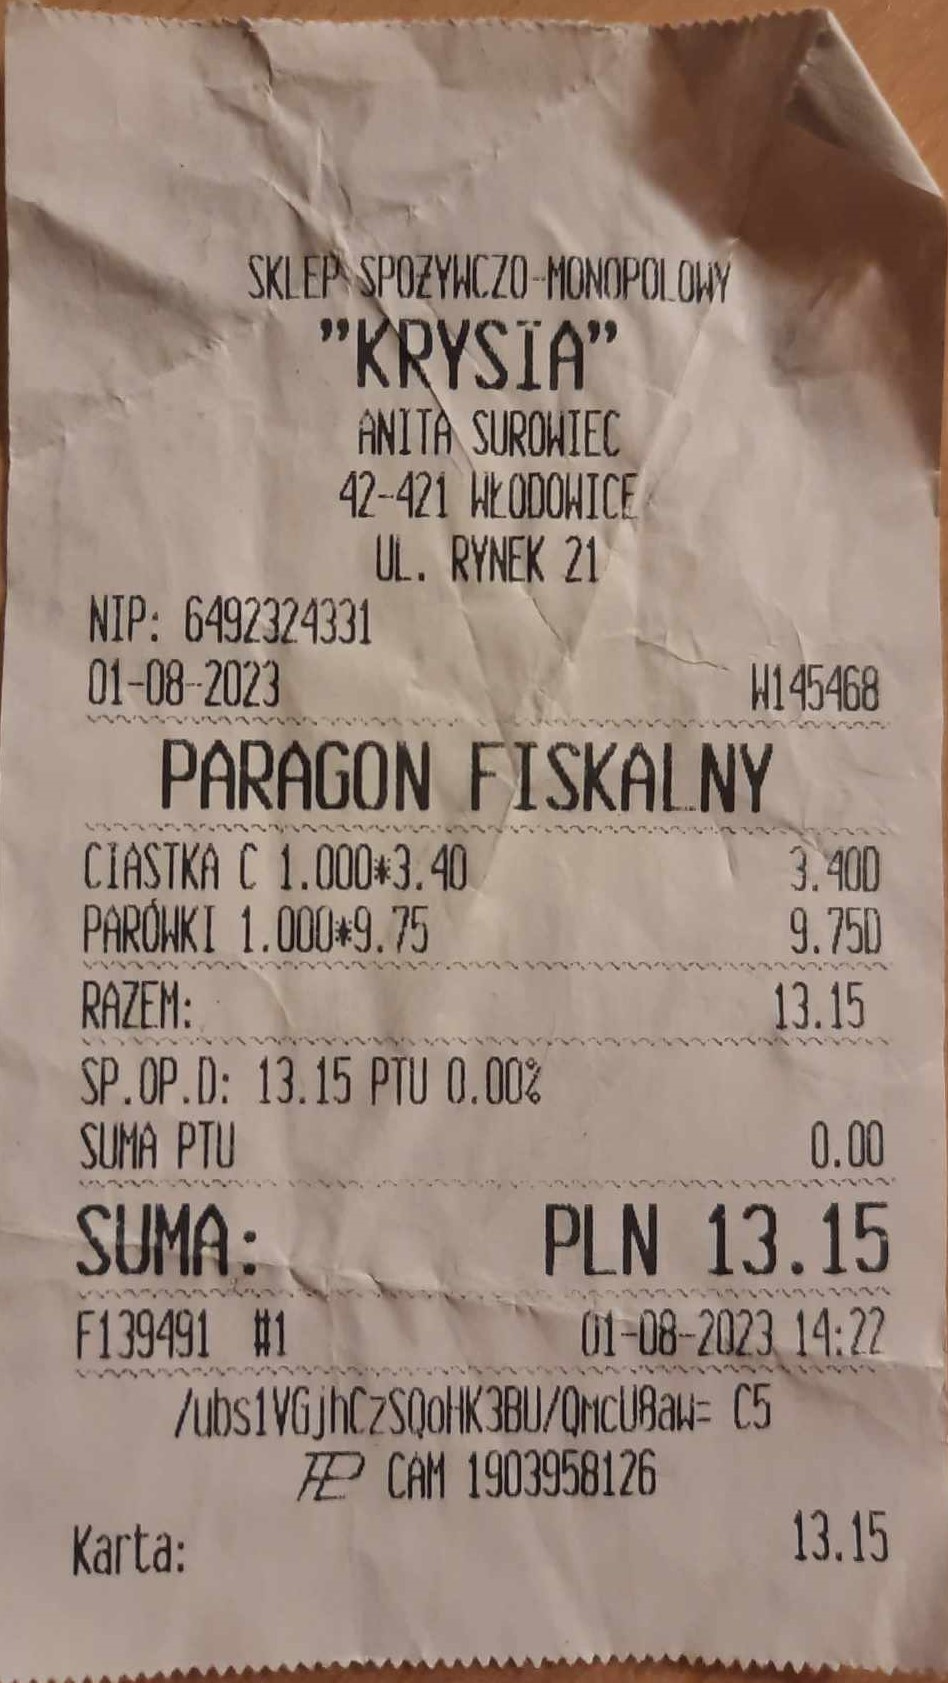 SKLEP SPOŻYWCZO-MONOPOLOWY
"KRYSIA"
ANITA SUROWIEC
42-421 WŁODOWICE
UL. RYNEK 21
NIP: 6492324331
01-08-2023 W145468
PARAGON FISKALNY
CIASTKA C 1.000*3.40 3.40D
PARÓWKI 1.000*9.75 9.75D
RAZEM: 13.15
SP.OP.D: 13.15 PTU 0.00%
SUMA PTU 0.00
SUMA: PLN 13.15
F139491 #1 01-08-2023 14:22
/ubs1VGjhCzSQoHK3BU/QmcU8aw= C5
CAM 1903958126
Karta: 13.15